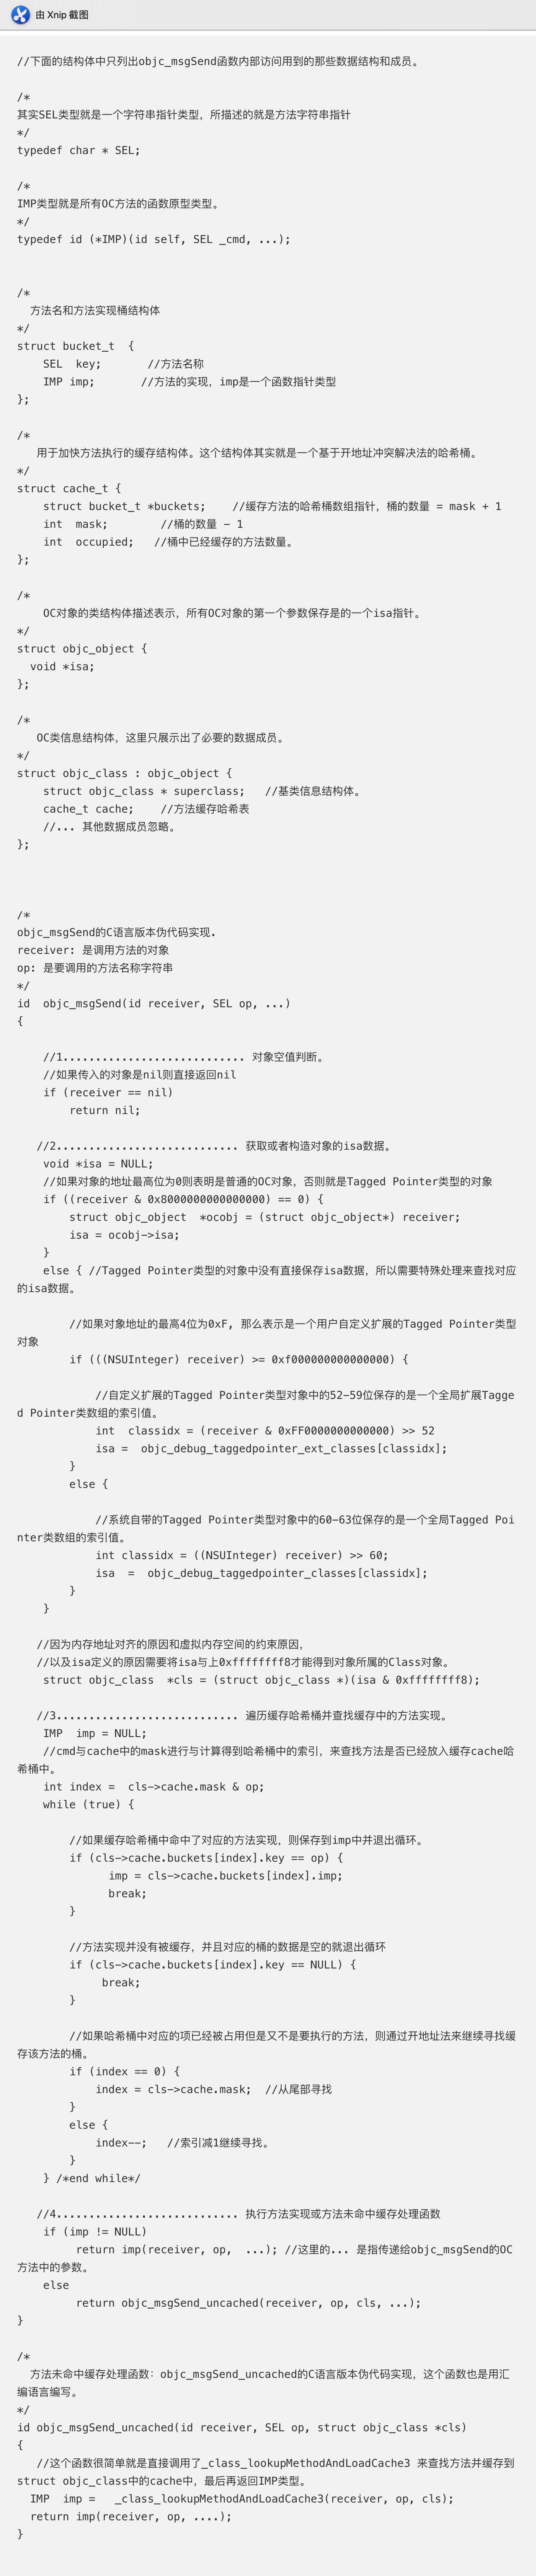 由 Xnip 截图
//下面的结构体中只列出objc_msgSend函数内部访问用到的那些数据结构和成员。
/*
其实SEL类型就是一个字符串指针类型，所描述的就是方法字符串指针
*/
typedef char * SEL;
/*
IMP类型就是所有OC方法的函数原型类型。
*/
typedef id (*IMP)(id self, SEL _cmd, ...);
/*
方法名和方法实现桶结构体
*/
struct bucket_t  {
    SEL  key;       //方法名称
    IMP imp;       //方法的实现，imp是一个函数指针类型
};
/*
用于加快方法执行的缓存结构体。这个结构体其实就是一个基于开地址冲突解决法的哈希桶。
*/
struct cache_t {
    struct bucket_t *buckets;    //缓存方法的哈希桶数组指针，桶的数量 = mask + 1
    int  mask;        //桶的数量 - 1
    int  occupied;   //桶中已经缓存的方法数量。
};
/*
    OC对象的类结构体描述表示，所有OC对象的第一个参数保存是的一个isa指针。
*/
struct objc_object {
  void *isa;
};
/*
   OC类信息结构体，这里只展示出了必要的数据成员。
*/
struct objc_class : objc_object {
    struct objc_class * superclass;   //基类信息结构体。
    cache_t cache;    //方法缓存哈希表
    //... 其他数据成员忽略。
};
/*
objc_msgSend的C语言版本伪代码实现.
receiver: 是调用方法的对象
op: 是要调用的方法名称字符串
*/
id  objc_msgSend(id receiver, SEL op, ...)
{
    //1............................ 对象空值判断。
    //如果传入的对象是nil则直接返回nil
    if (receiver == nil)
        return nil;
   //2............................ 获取或者构造对象的isa数据。
    void *isa = NULL;
    //如果对象的地址最高位为0则表明是普通的OC对象，否则就是Tagged Pointer类型的对象
    if ((receiver & 0x8000000000000000) == 0) {
        struct objc_object  *ocobj = (struct objc_object*) receiver;
        isa = ocobj->isa;
    }
    else { //Tagged Pointer类型的对象中没有直接保存isa数据，所以需要特殊处理来查找对应
的isa数据。
        //如果对象地址的最高4位为0xF, 那么表示是一个用户自定义扩展的Tagged Pointer类型
对象
        if (((NSUInteger) receiver) >= 0xf000000000000000) {
            //自定义扩展的Tagged Pointer类型对象中的52-59位保存的是一个全局扩展Tagge
d Pointer类数组的索引值。
            int  classidx = (receiver & 0xFF0000000000000) >> 52
            isa =  objc_debug_taggedpointer_ext_classes[classidx];
        }
        else {
            //系统自带的Tagged Pointer类型对象中的60-63位保存的是一个全局Tagged Poi
nter类数组的索引值。
            int classidx = ((NSUInteger) receiver) >> 60;
            isa  =  objc_debug_taggedpointer_classes[classidx];
        }
    }
   //因为内存地址对齐的原因和虚拟内存空间的约束原因，
   //以及isa定义的原因需要将isa与上0xffffffff8才能得到对象所属的Class对象。
    struct objc_class  *cls = (struct objc_class *)(isa & 0xffffffff8);
   //3............................ 遍历缓存哈希桶并查找缓存中的方法实现。
    IMP  imp = NULL;
    //cmd与cache中的mask进行与计算得到哈希桶中的索引，来查找方法是否已经放入缓存cache哈
希桶中。
    int index =  cls->cache.mask & op;
    while (true) {
        //如果缓存哈希桶中命中了对应的方法实现，则保存到imp中并退出循环。
        if (cls->cache.buckets[index].key == op) {
              imp = cls->cache.buckets[index].imp;
              break;
        }
        //方法实现并没有被缓存，并且对应的桶的数据是空的就退出循环
        if (cls->cache.buckets[index].key == NULL) {
             break;
        }
        //如果哈希桶中对应的项已经被占用但是又不是要执行的方法，则通过开地址法来继续寻找缓
存该方法的桶。
        if (index == 0) {
            index = cls->cache.mask;  //从尾部寻找
        }
        else {
            index--;   //索引减1继续寻找。
        }
    } /*end while*/
   //4............................ 执行方法实现或方法未命中缓存处理函数
    if (imp != NULL)
         return imp(receiver, op,  ...); //这里的... 是指传递给objc_msgSend的OC
方法中的参数。
    else
         return objc_msgSend_uncached(receiver, op, cls, ...);
}
/*
  方法未命中缓存处理函数：objc_msgSend_uncached的C语言版本伪代码实现，这个函数也是用汇
编语言编写。
*/
id objc_msgSend_uncached(id receiver, SEL op, struct objc_class *cls)
{
   //这个函数很简单就是直接调用了_class_lookupMethodAndLoadCache3 来查找方法并缓存到
struct objc_class中的cache中，最后再返回IMP类型。
  IMP  imp =   _class_lookupMethodAndLoadCache3(receiver, op, cls);
  return imp(receiver, op, ....);
}